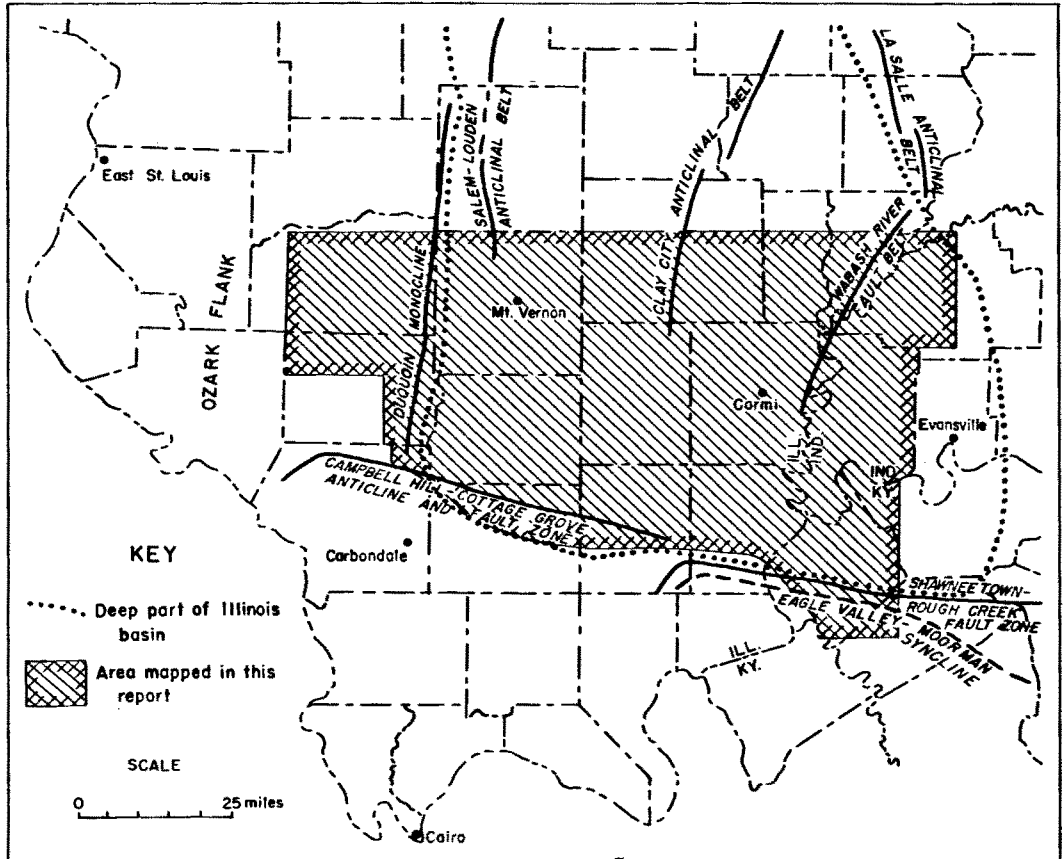 East St. Louis
OZARK FLANK
DUQUOIN MONOCLINE
SALEM-LOUDEN
ANTICLINAL BELT
CLAY CITY ANTICLINAL BELT
LA SALLE ANTICLINAL
BELT
WABASH RIVER
FAULT BELT
Mt. Vernon
Carmi
Evansville
ILL.
IND.
IND.
KY.
CAMPBELL HILL-COTTAGE GROVE
ANTICLINE AND FAULT ZONE
Carbondale
SHAWNEETOWN-
ROUGH CREEK
FAULT ZONE
EAGLE VALLEY-MOORMAN
SYNCLINE
ILL.
KY.
KEY
Deep part of Illinois
basin
Area mapped in this
report
SCALE
0 25 miles
Cairo